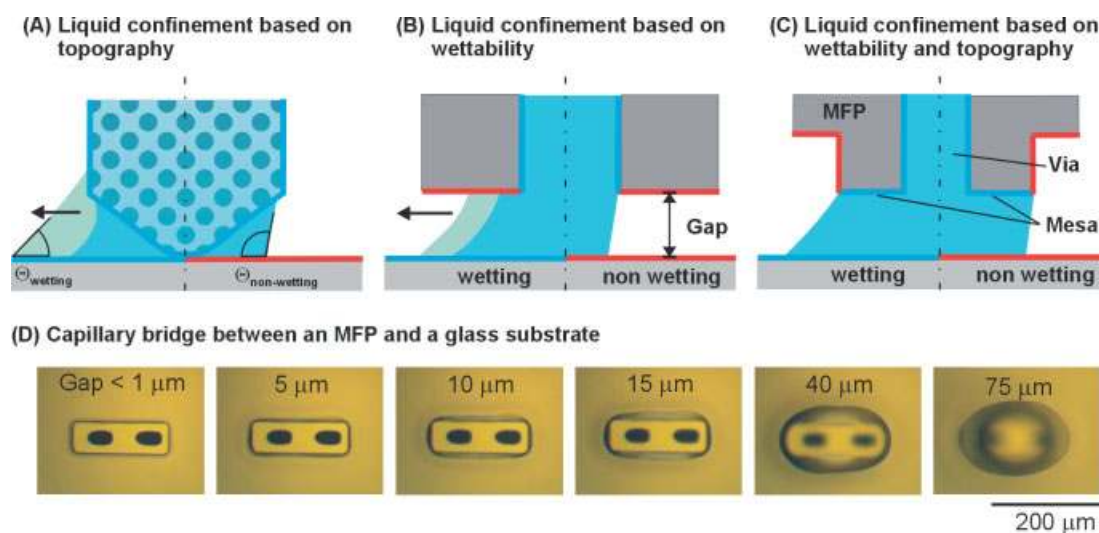 (A) Liquid confinement based on
topography
(B) Liquid confinement based on
wettability
(C) Liquid confinement based on
wettability and topography
MFP
Via
Mesa
Gap
Θwetting
Θnon-wetting
wetting
non wetting
wetting
non wetting
(D) Capillary bridge between an MFP and a glass substrate
Gap < 1 µm
5 µm
10 µm
15 µm
40 µm
75 µm
200 µm